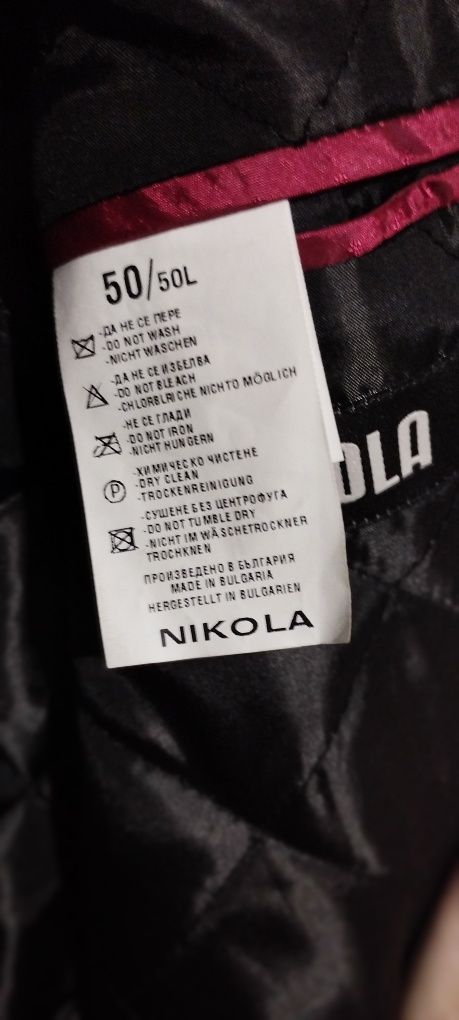 50/50L
-ДА НЕ СЕ ПЕРЕ
-DO NOT WASH
-NICHT WASCHEN
-ДА НЕ СЕ ИЗБЕЛВА
-DO NOT BLEACH
-CHLORBLRICHE NICHTO MÖGLICH
-НЕ СЕ ГЛАДИ
-DO NOT IRON
-NICHT HUNGERN
P
-ХИМИЧЕСКО ЧИСТЕНЕ
-DRY CLEAN
-TROCKENREINIGUNG
-СУШЕНЕ БЕЗ ЦЕНТРОФУГА
-DO NOT TUMBLE DRY
-NICHT IM WÄSCHETROCKNER
TROCHKNEN
ПРОИЗВЕДЕНО В БЪЛГАРИЯ
MADE IN BULGARIA
HERGESTELLT IN BULGARIEN
NIKOLA
OLA